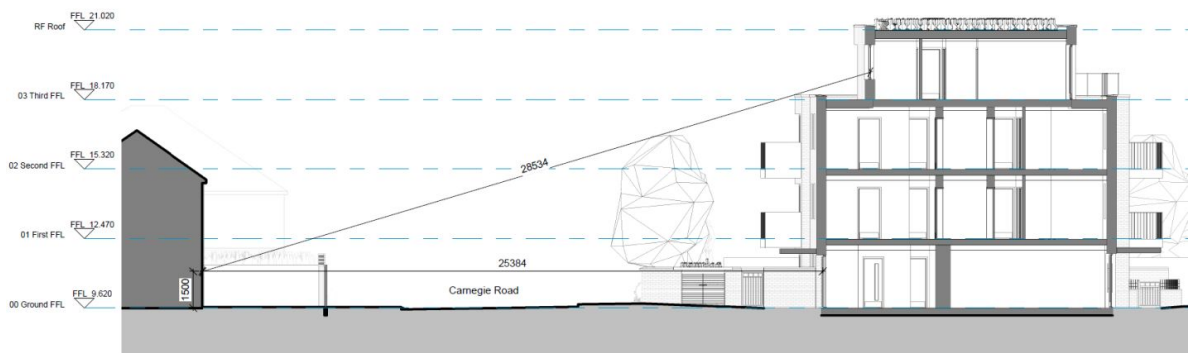 FFL 21.020
RF Roof
FFL 18.170
03 Third FFL
FFL 15.320
02 Second FFL
28534
FFL 12.470
01 First FFL
25384
1500
Carnegie Road
FFL 9.620
00 Ground FFL